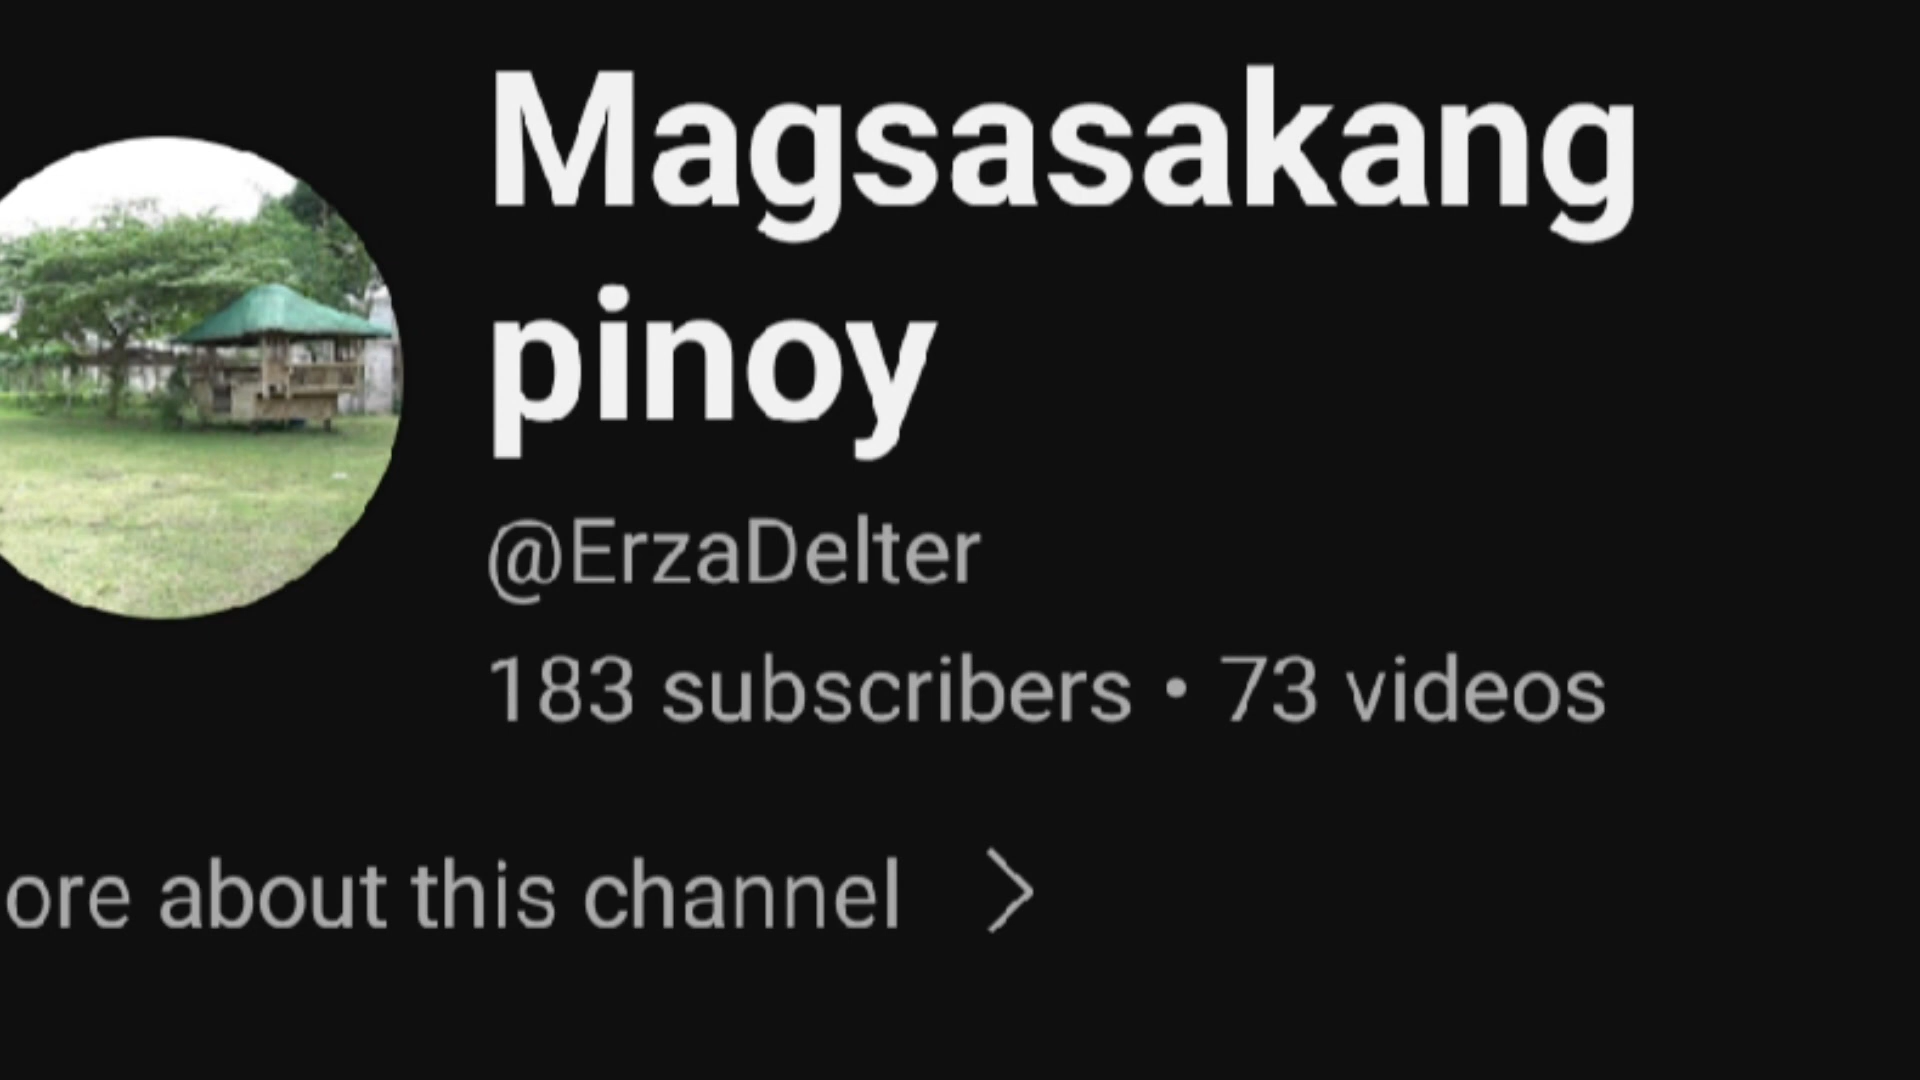 Magsasakang
pinoy
@ErzaDelter
183 subscribers • 73 videos
ore about this channel